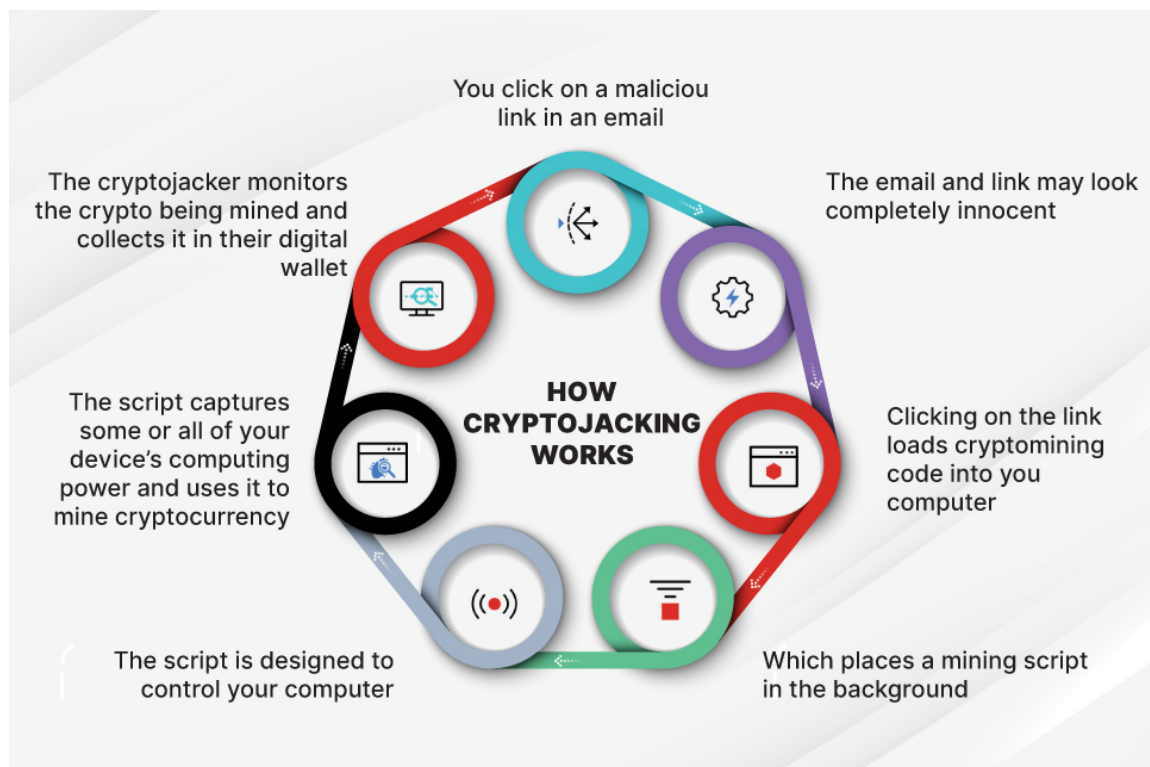 You click on a maliciou
link in an email
The email and link may look
completely innocent
Clicking on the link
loads cryptomining
code into you
computer
Which places a mining script
in the background
The script is designed to
control your computer
The script captures
some or all of your
device's computing
power and uses it to
mine cryptocurrency
The cryptojacker monitors
the crypto being mined and
collects it in their digital
wallet
HOW
CRYPTOJACKING
WORKS